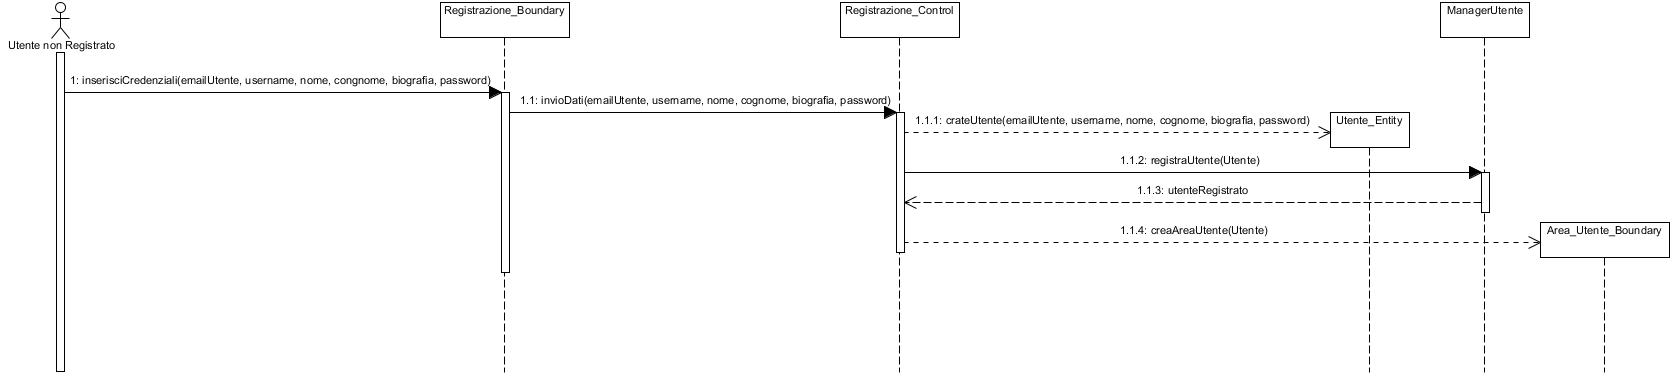 Utente non Registrato
Registrazione_Boundary
Registrazione_Control
ManagerUtente
1: inserisciCredenziali(emailUtente, username, nome, congnome, biografia, password)
1.1: invioDati(emailUtente, username, nome, cognome, biografia, password)
1.1.1: crateUtente(emailUtente, username, nome, cognome, biografia, password)
Utente_Entity
1.1.2: registraUtente(Utente)
1.1.3: utenteRegistrato
1.1.4: creaAreaUtente(Utente)
Area_Utente_Boundary